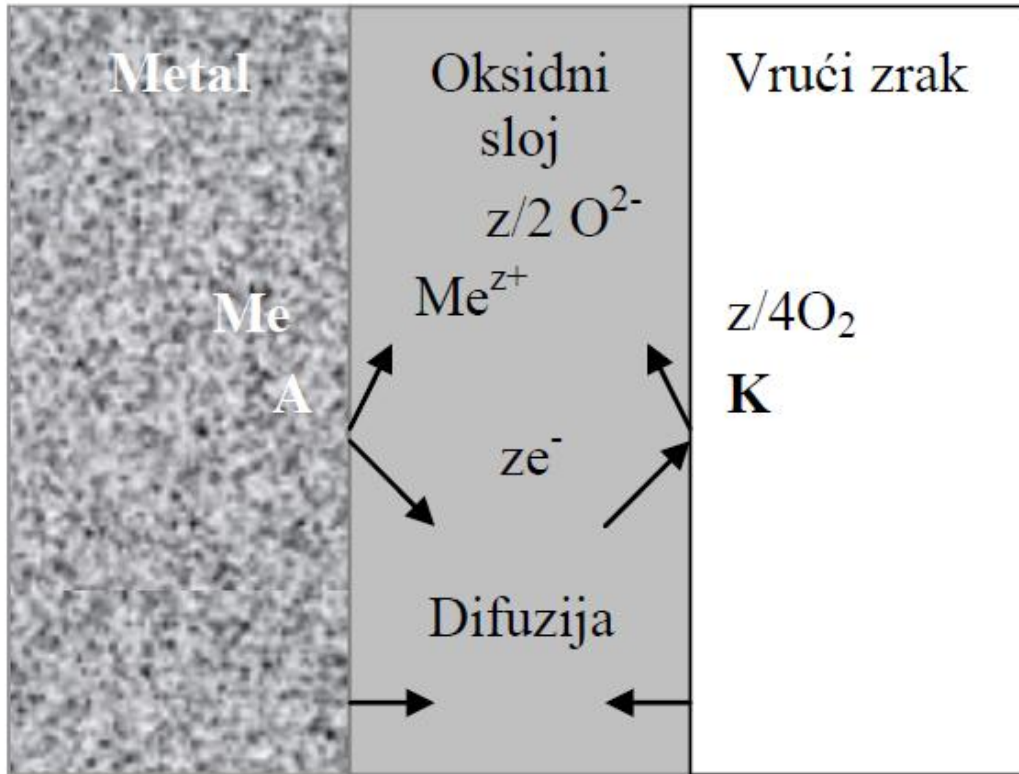 Metal
Oksidni
sloj
Vrući zrak
z/2 O²⁻
Meᶻ⁺
Me
z/4O₂
A
K
ze⁻
Difuzija